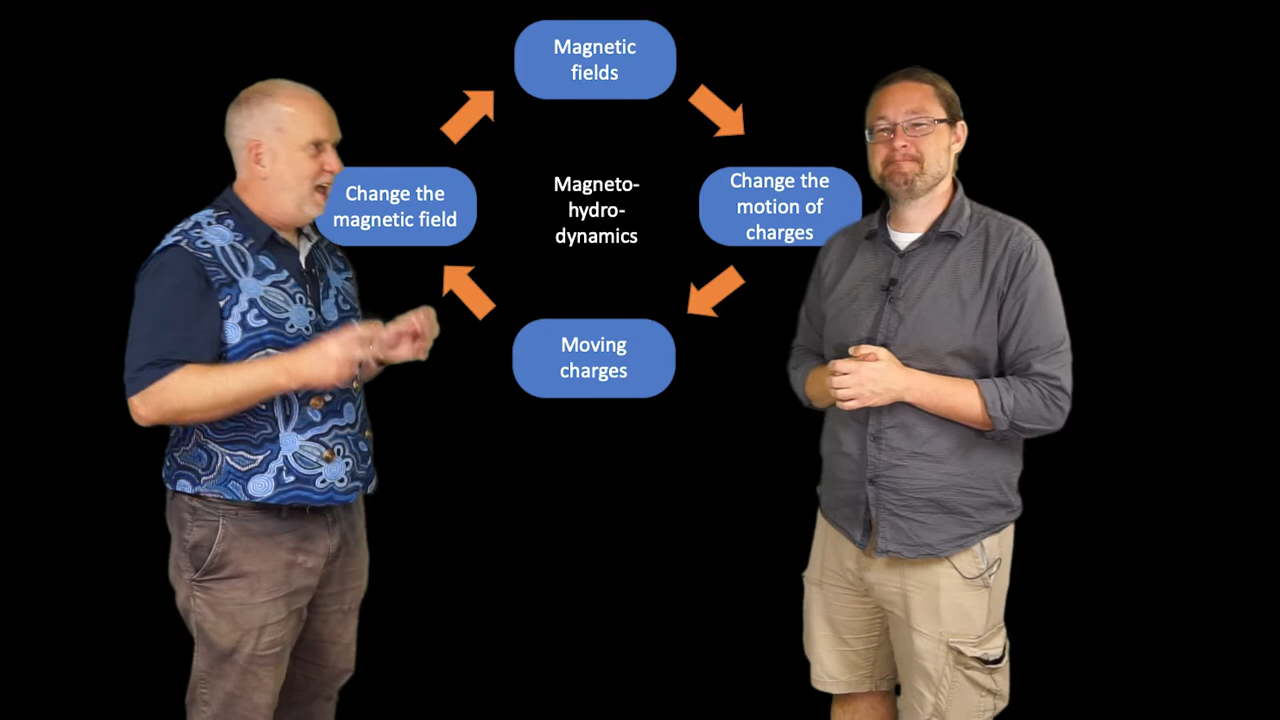 Magnetic
fields
Change the
magnetic field
Magneto-
hydro-
dynamics
Change the
motion of
charges
Moving
charges